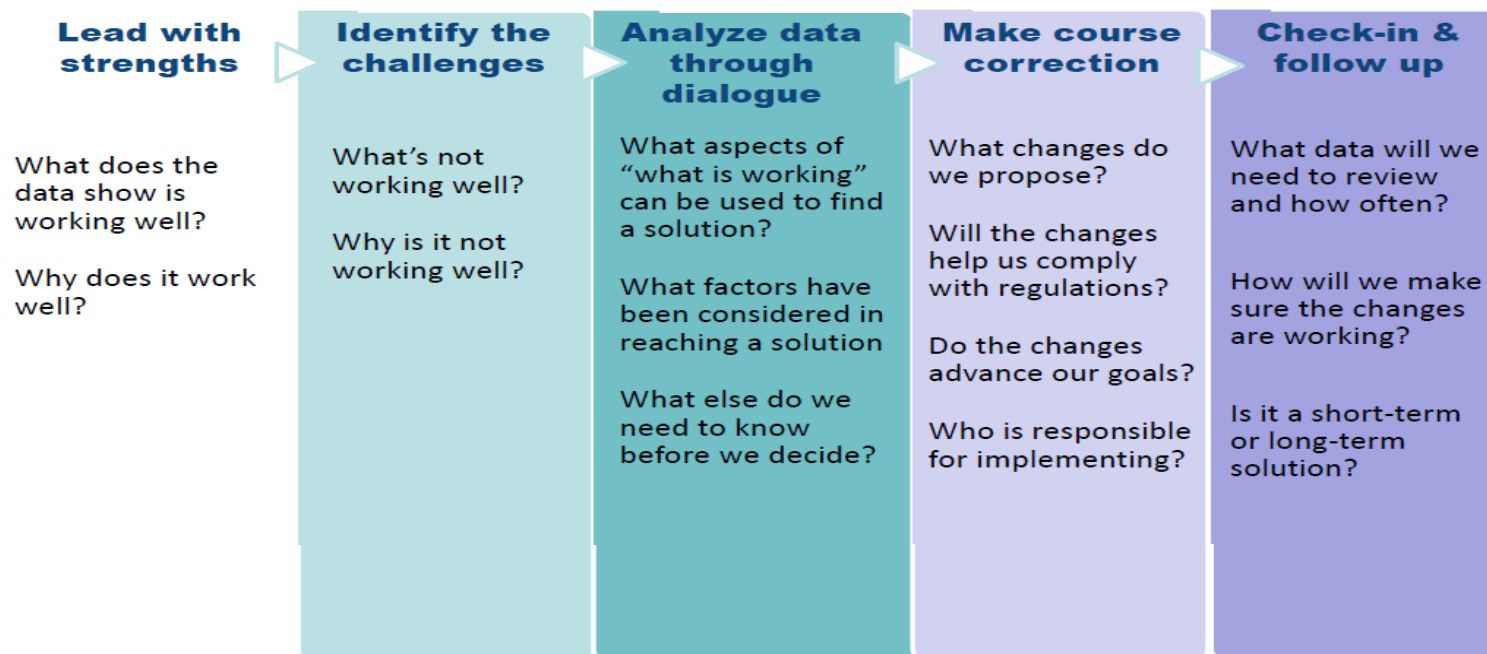 Lead with
strengths
What does the
data show is
working well?
Why does it work
well?
Identify the
challenges
What’s not
working well?
Why is it not
working well?
Analyze data
through
dialogue
What aspects of
“what is working”
can be used to find
a solution?
What factors have
been considered in
reaching a solution
What else do we
need to know
before we decide?
Make course
correction
What changes do
we propose?
Will the changes
help us comply
with regulations?
Do the changes
advance our goals?
Who is responsible
for implementing?
Check-in &
follow up
What data will we
need to review
and how often?
How will we make
sure the changes
are working?
Is it a short-term
or long-term
solution?